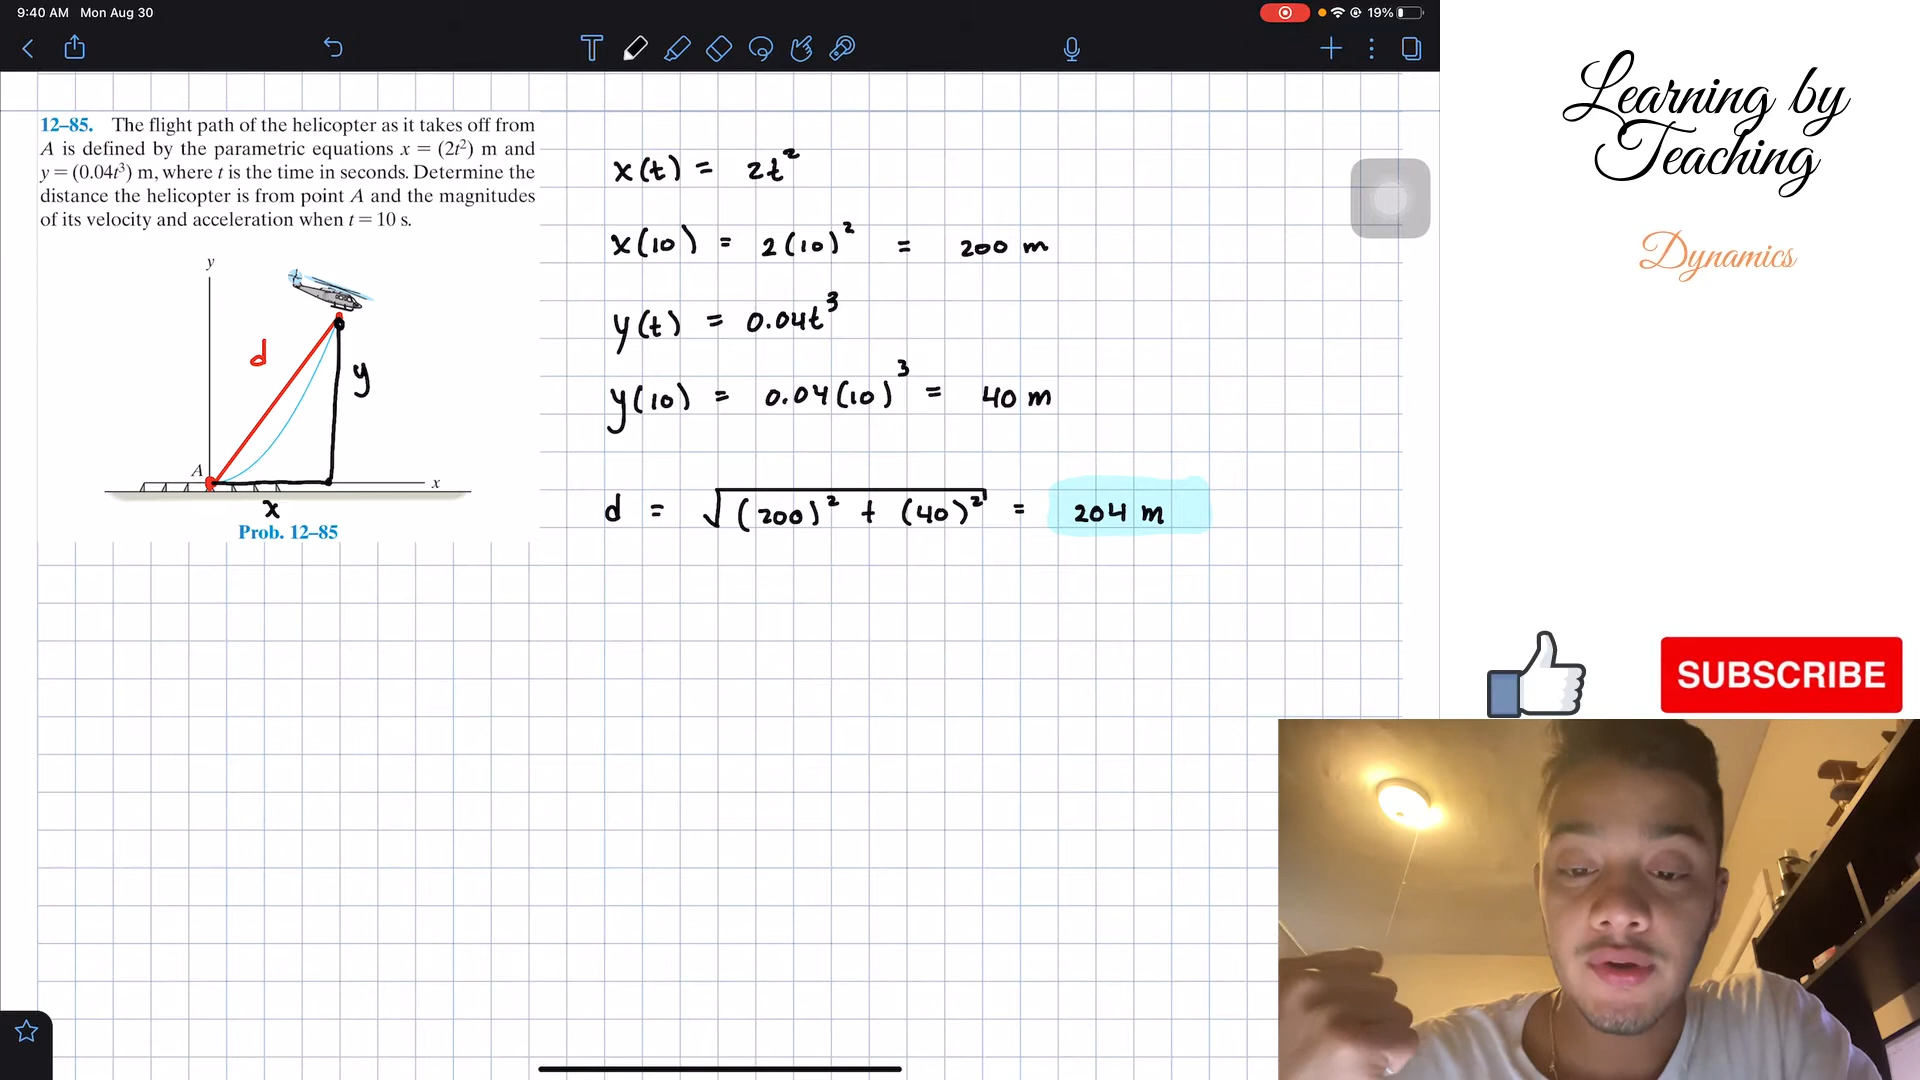 9:40 AM Mon Aug 30
19%
12–85. The flight path of the helicopter as it takes off from
A is defined by the parametric equations x = (2t²) m and
y = (0.04t³) m, where t is the time in seconds. Determine the
distance the helicopter is from point A and the magnitudes
of its velocity and acceleration when t = 10 s.
y
d
y
A
x
x
Prob. 12–85
x(t) = 2t²
x(10) = 2(10)² = 200 m
y(t) = 0.04t³
y(10) = 0.04(10)³ = 40 m
d = √(200)² + (40)² = 204 m
Learning by
Teaching
Dynamics
SUBSCRIBE